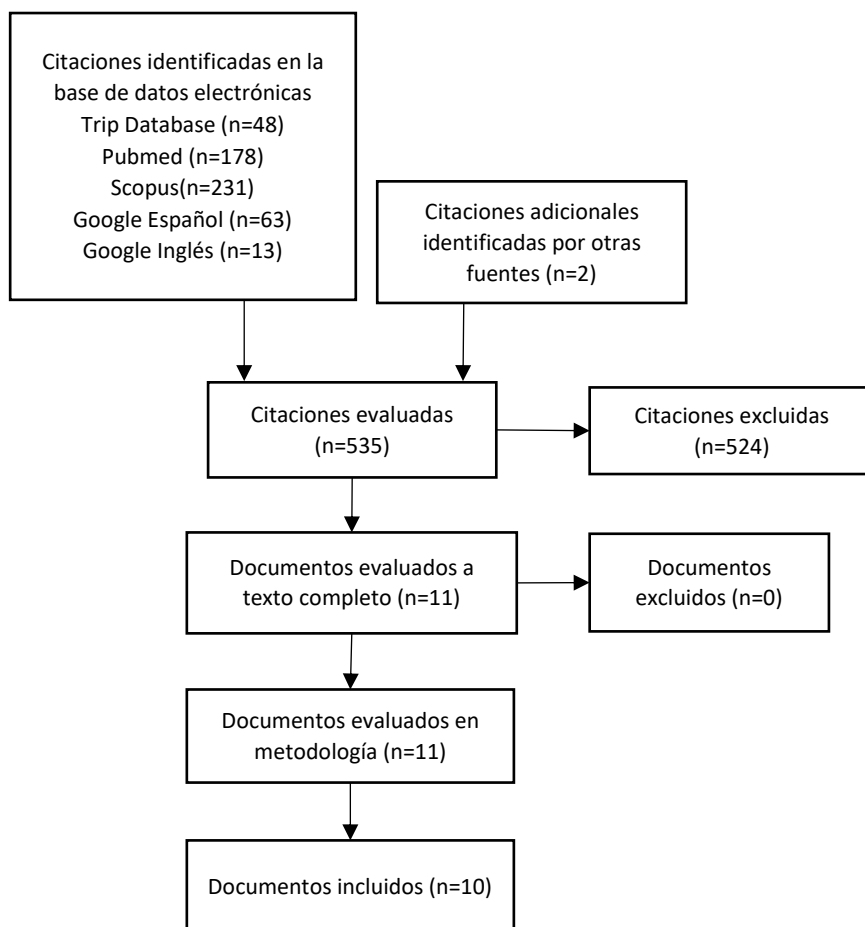 Citaciones identificadas en la
base de datos electrónicas
Trip Database (n=48)
Pubmed (n=178)
Scopus(n=231)
Google Español (n=63)
Google Inglés (n=13)
Citaciones adicionales
identificadas por otras
fuentes (n=2)
Citaciones evaluadas
(n=535)
Citaciones excluidas
(n=524)
Documentos evaluados a
texto completo (n=11)
Documentos
excluidos (n=0)
Documentos evaluados en
metodología (n=11)
Documentos incluidos (n=10)